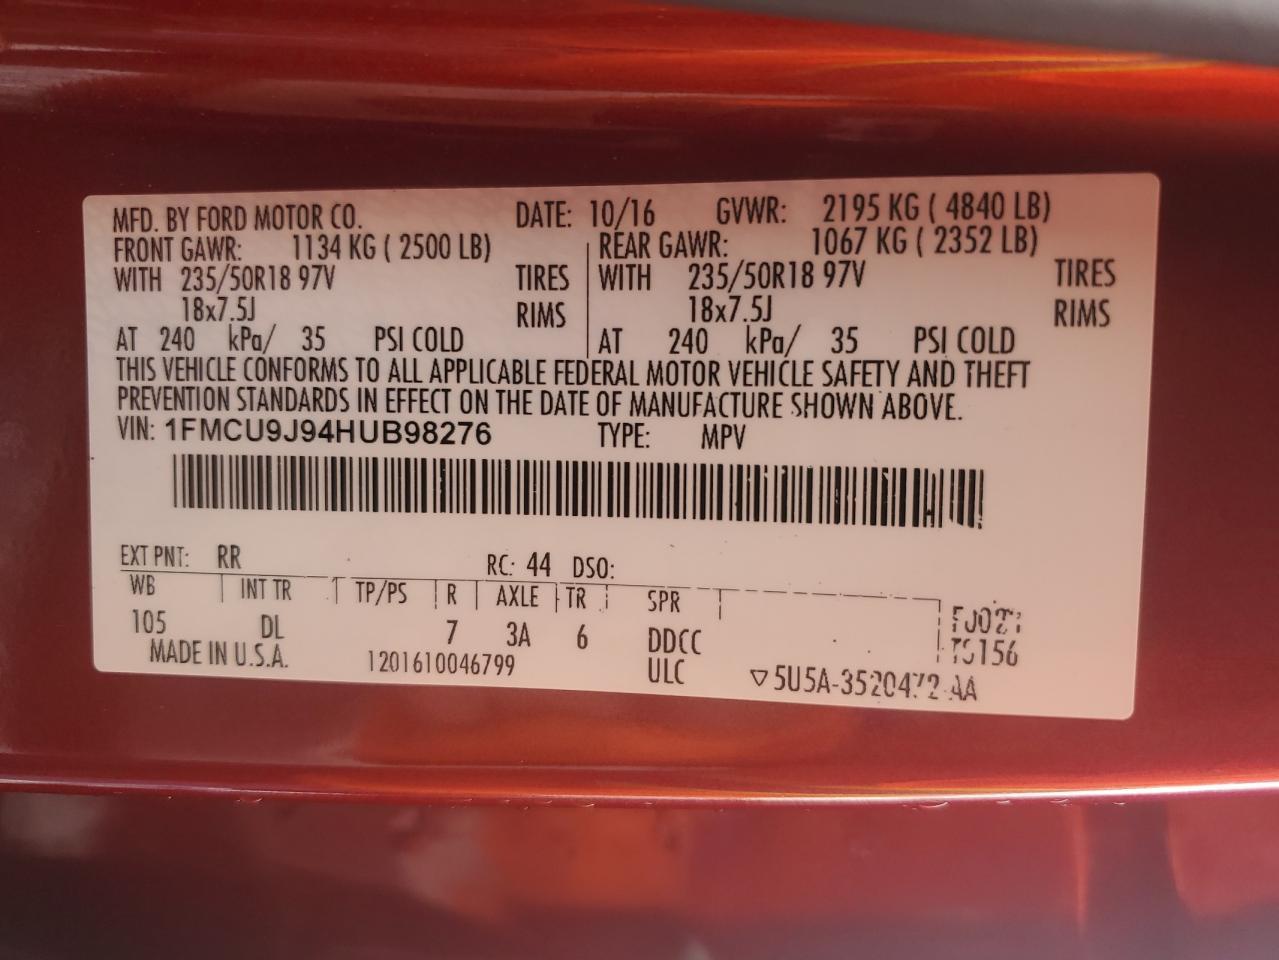 MFD. BY FORD MOTOR CO. DATE: 10/16 GVWR: 2195 KG ( 4840 LB)
FRONT GAWR: 1134 KG ( 2500 LB) REAR GAWR: 1067 KG ( 2352 LB)
WITH 235/50R18 97V TIRES WITH 235/50R18 97V TIRES
18x7.5J RIMS 18x7.5J RIMS
AT 240 kPa/ 35 PSI COLD AT 240 kPa/ 35 PSI COLD
THIS VEHICLE CONFORMS TO ALL APPLICABLE FEDERAL MOTOR VEHICLE SAFETY AND THEFT
PREVENTION STANDARDS IN EFFECT ON THE DATE OF MANUFACTURE SHOWN ABOVE.
VIN: 1FMCU9J94HUB98276 TYPE: MPV
EXT PNT: RR RC: 44 DSO:
WB INT TR TP/PS R AXLE TR SPR
105 DL 7 3A 6 DDCC
MADE IN U.S.A. 1201610046799 ULC ▽5U5A-3520472-AA